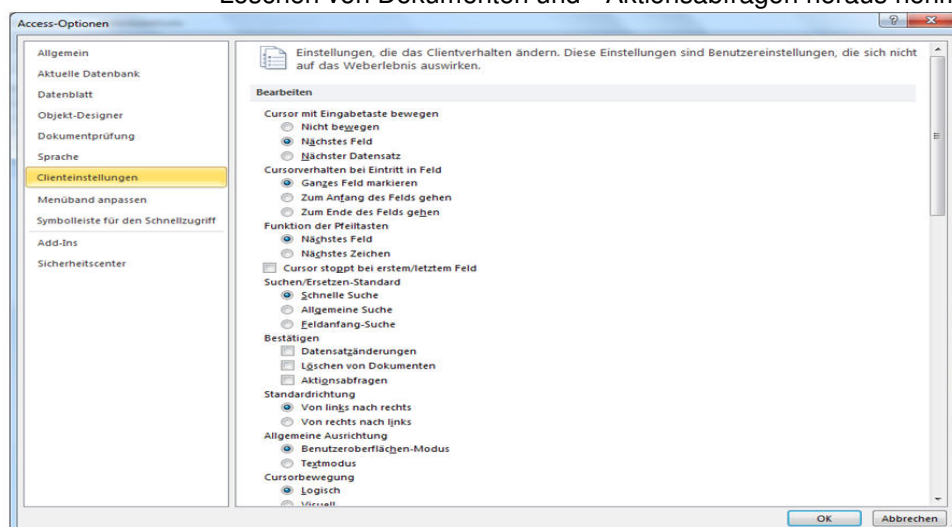 Löschen von Dokumenten und Aktionsabfragen heraus
Access-Optionen
Allgemein
Aktuelle Datenbank
Datenblatt
Objekt-Designer
Dokumentprüfung
Sprache
Clienteinstellungen
Menüband anpassen
Symbolleiste für den Schnellzugriff
Add-Ins
Sicherheitscenter
Einstellungen, die das Clientverhalten ändern. Diese Einstellungen sind Benutzereinstellungen, die sich nicht
auf das Weberlebnis auswirken.
Bearbeiten
Cursor mit Eingabetaste bewegen
Nicht bewegen
Nächstes Feld
Nächster Datensatz
Cursorverhalten bei Eintritt in Feld
Ganzes Feld markieren
Zum Anfang des Felds gehen
Zum Ende des Felds gehen
Funktion der Pfeiltasten
Nächstes Feld
Nächstes Zeichen
Cursor stoppt bei erstem/letztem Feld
Suchen/Ersetzen-Standard
Schnelle Suche
Allgemeine Suche
Feldanfang-Suche
Bestätigen
Datensatzänderungen
Löschen von Dokumenten
Aktionsabfragen
Standardrichtung
Von links nach rechts
Von rechts nach links
Allgemeine Ausrichtung
Benutzeroberflächen-Modus
Textmodus
Cursorbewegung
Logisch
Visuell
OK
Abbrechen